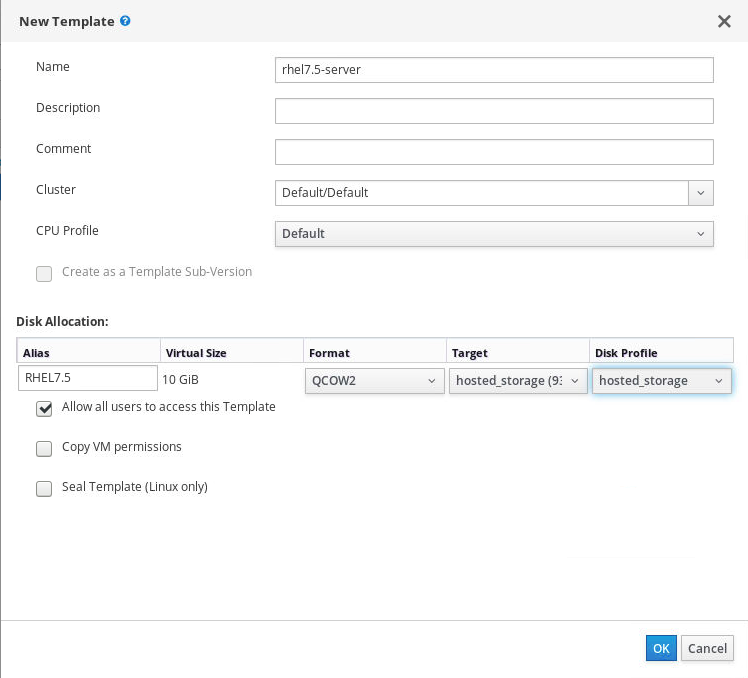 New Template ?
Name rhel7.5-server
Description
Comment
Cluster Default/Default
CPU Profile Default
Create as a Template Sub-Version
Disk Allocation:
Alias Virtual Size Format Target Disk Profile
RHEL7.5 10 GiB QCOW2 hosted_storage (93 hosted_storage
Allow all users to access this Template
Copy VM permissions
Seal Template (Linux only)
OK Cancel